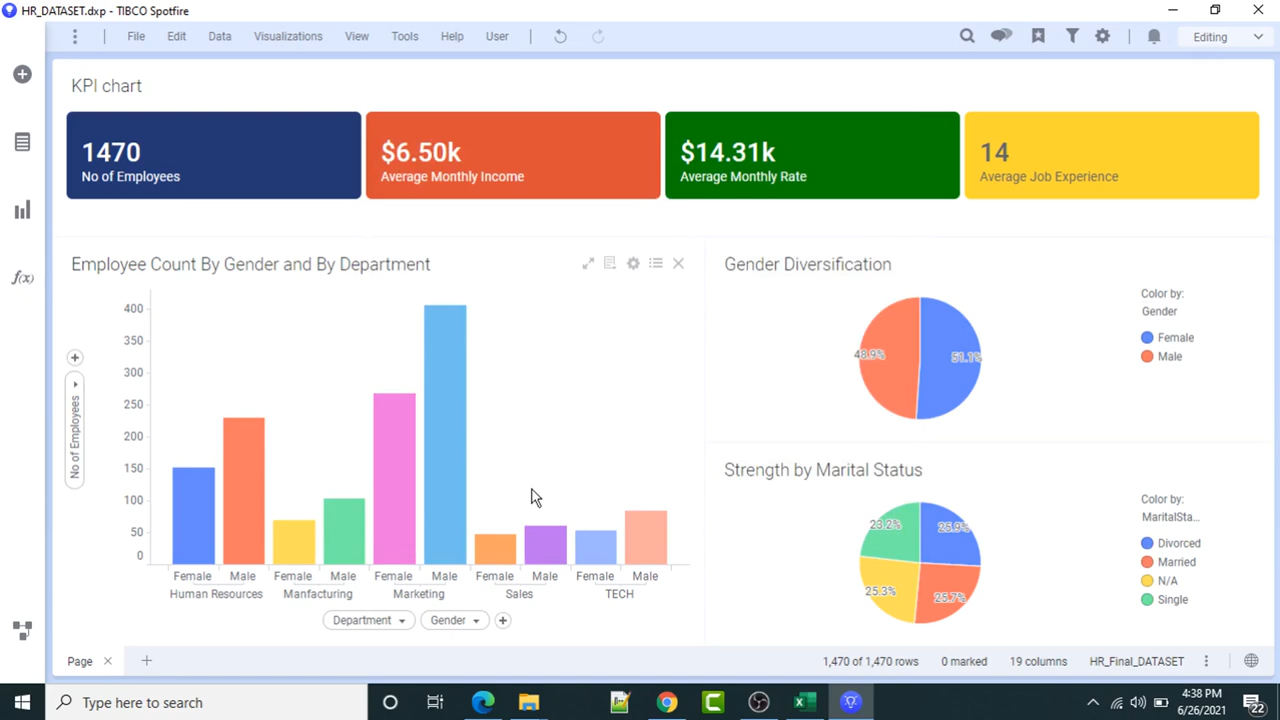 HR_DATASET.dxp - TIBCO Spotfire
File Edit Data Visualizations View Tools Help User Editing
KPI chart
1470
No of Employees
$6.50k
Average Monthly Income
$14.31k
Average Monthly Rate
14
Average Job Experience
Employee Count By Gender and By Department
400
350
300
250
200
150
100
50
0
No of Employees
Female Male Female Male Female Male Female Male Female Male
Human Resources Manfacturing Marketing Sales TECH
Department Gender
Gender Diversification
48.9%
51.1%
Color by:
Gender
Female
Male
Strength by Marital Status
23.2%
25.9%
25.3%
25.7%
Color by:
MaritalSta...
Divorced
Married
N/A
Single
Page 1,470 of 1,470 rows 0 marked 19 columns HR_Final_DATASET
f(x)
Type here to search
4:38 PM
6/26/2021
22